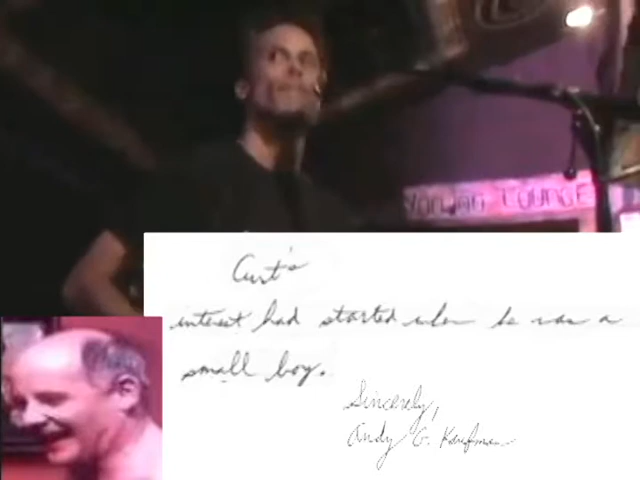 LOUNGE
Curt's
interest had started when he was a
small boy.
Sincerely,
Andy G. Kaufman